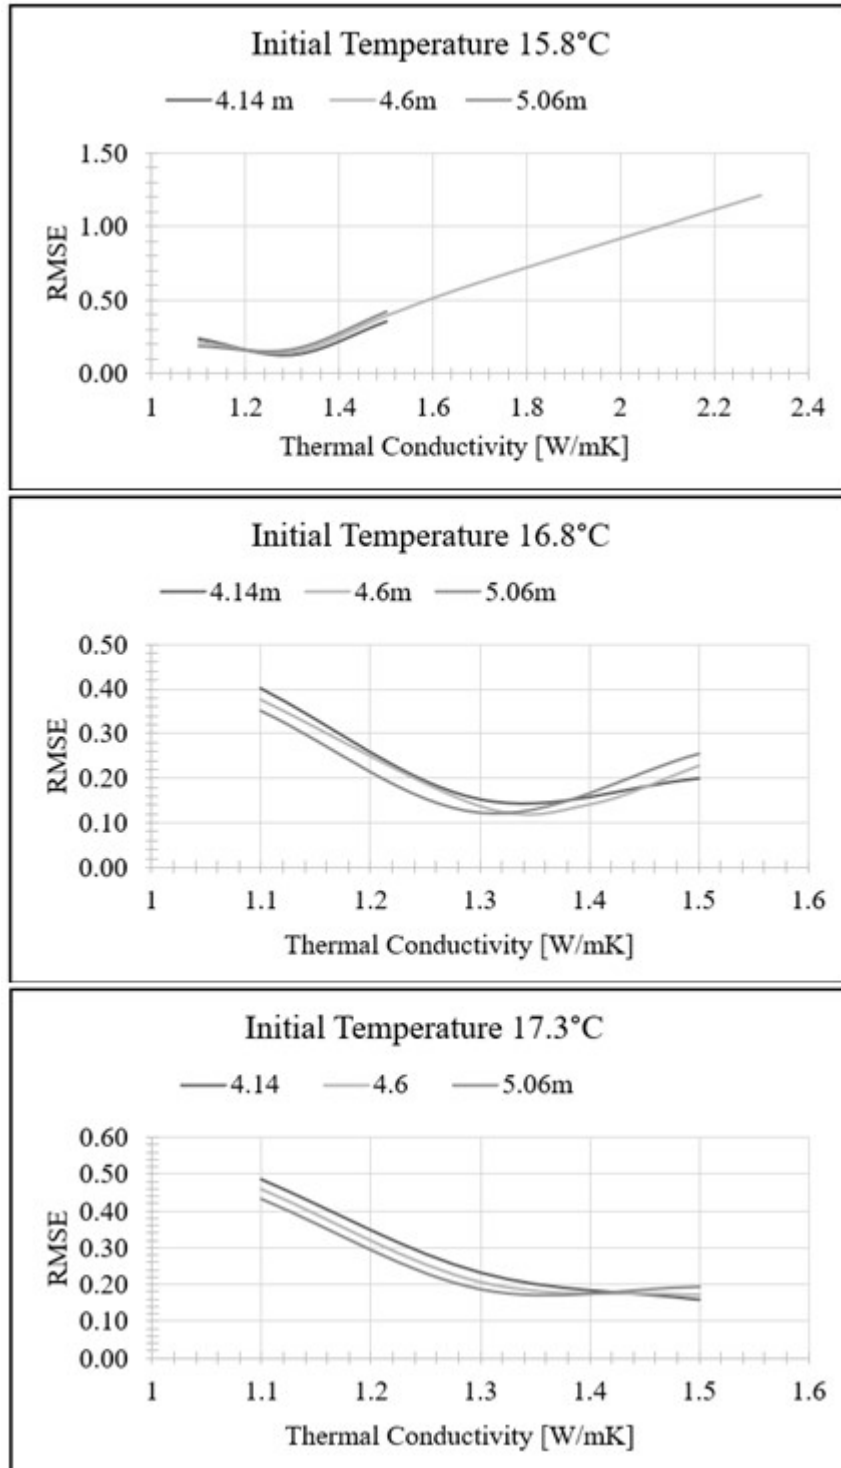 Initial Temperature 15.8°C
4.14 m 4.6m 5.06m
1.50
1.00
0.50
0.00
RMSE
1 1.2 1.4 1.6 1.8 2 2.2 2.4
Thermal Conductivity [W/mK]
Initial Temperature 16.8°C
4.14m 4.6m 5.06m
0.50
0.40
0.30
0.20
0.10
0.00
RMSE
1 1.1 1.2 1.3 1.4 1.5 1.6
Thermal Conductivity [W/mK]
Initial Temperature 17.3°C
4.14 4.6 5.06m
0.60
0.50
0.40
0.30
0.20
0.10
0.00
RMSE
1 1.1 1.2 1.3 1.4 1.5 1.6
Thermal Conductivity [W/mK]